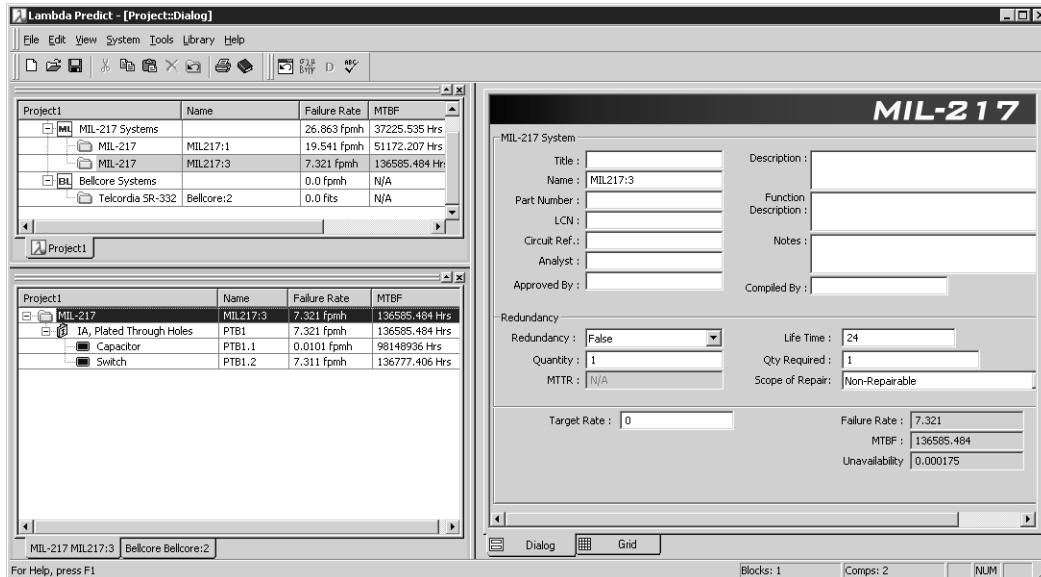 Lambda Predict - [Project::Dialog]
File Edit View System Tools Library Help
Project1 Name Failure Rate MTBF
ML MIL-217 Systems 26.863 fpmh 37225.535 Hrs
MIL-217 MIL217:1 19.541 fpmh 51172.207 Hrs
MIL-217 MIL217:3 7.321 fpmh 136585.484 Hr
BL Bellcore Systems 0.0 fpmh N/A
Telcordia SR-332 Bellcore:2 0.0 fits N/A
Project1
Project1 Name Failure Rate MTBF
MIL-217 MIL217:3 7.321 fpmh 136585.484 Hrs
IA, Plated Through Holes PTB1 7.321 fpmh 136585.484 Hrs
Capacitor PTB1.1 0.0101 fpmh 98148936 Hrs
Switch PTB1.2 7.311 fpmh 136777.406 Hrs
MIL-217 MIL217:3 Bellcore Bellcore:2
MIL-217
MIL-217 System
Title :
Name : MIL217:3
Part Number :
LCN :
Circuit Ref.:
Analyst :
Approved By :
Description :
Function
Description :
Notes :
Compiled By :
Redundancy
Redundancy : False
Quantity : 1
MTTR : N/A
Life Time : 24
Qty Required : 1
Scope of Repair: Non-Repairable
Target Rate : 0
Failure Rate : 7.321
MTBF : 136585.484
Unavailability 0.000175
Dialog Grid
For Help, press F1 Blocks: 1 Comps: 2 NUM